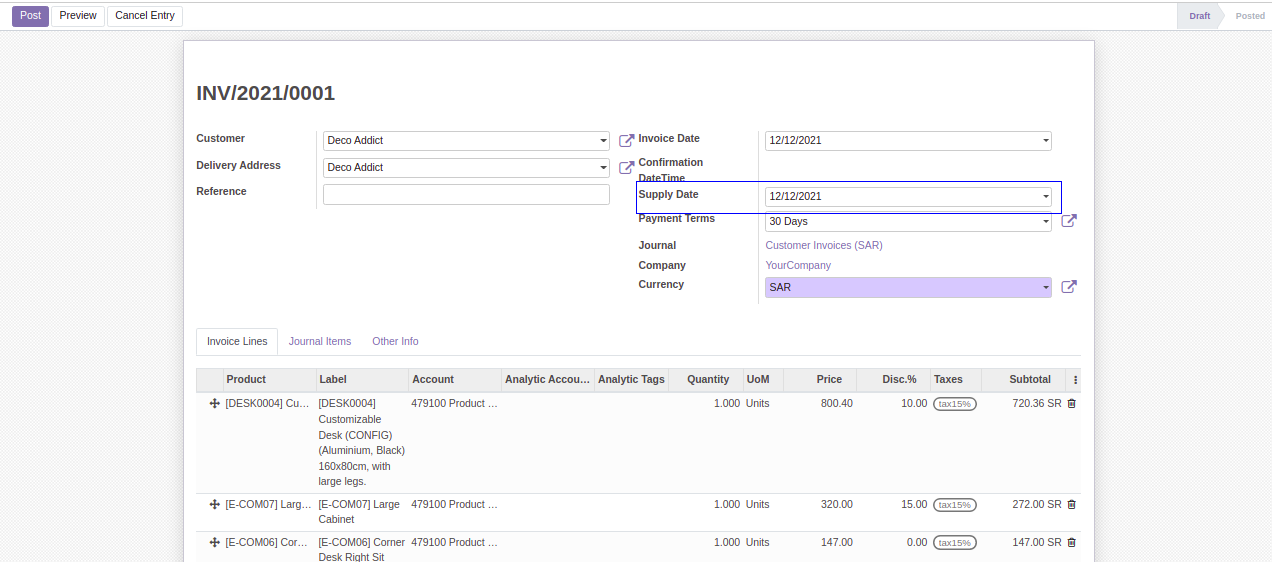 Post Preview Cancel Entry Draft Posted
INV/2021/0001
Customer Deco Addict
Delivery Address Deco Addict
Reference
Invoice Date 12/12/2021
Confirmation
DateTime
Supply Date 12/12/2021
Payment Terms 30 Days
Journal Customer Invoices (SAR)
Company YourCompany
Currency SAR
Invoice Lines Journal Items Other Info
Product Label Account Analytic Accou... Analytic Tags Quantity UoM Price Disc.% Taxes Subtotal
[DESK0004] Cu... [DESK0004] 479100 Product ... 1.000 Units 800.40 10.00 tax15% 720.36 SR
Customizable
Desk (CONFIG)
(Aluminium, Black)
160x80cm, with
large legs.
[E-COM07] Larg... [E-COM07] Large 479100 Product ... 1.000 Units 320.00 15.00 tax15% 272.00 SR
Cabinet
[E-COM06] Cor... [E-COM06] Corner 479100 Product ... 1.000 Units 147.00 0.00 tax15% 147.00 SR
Desk Right Sit